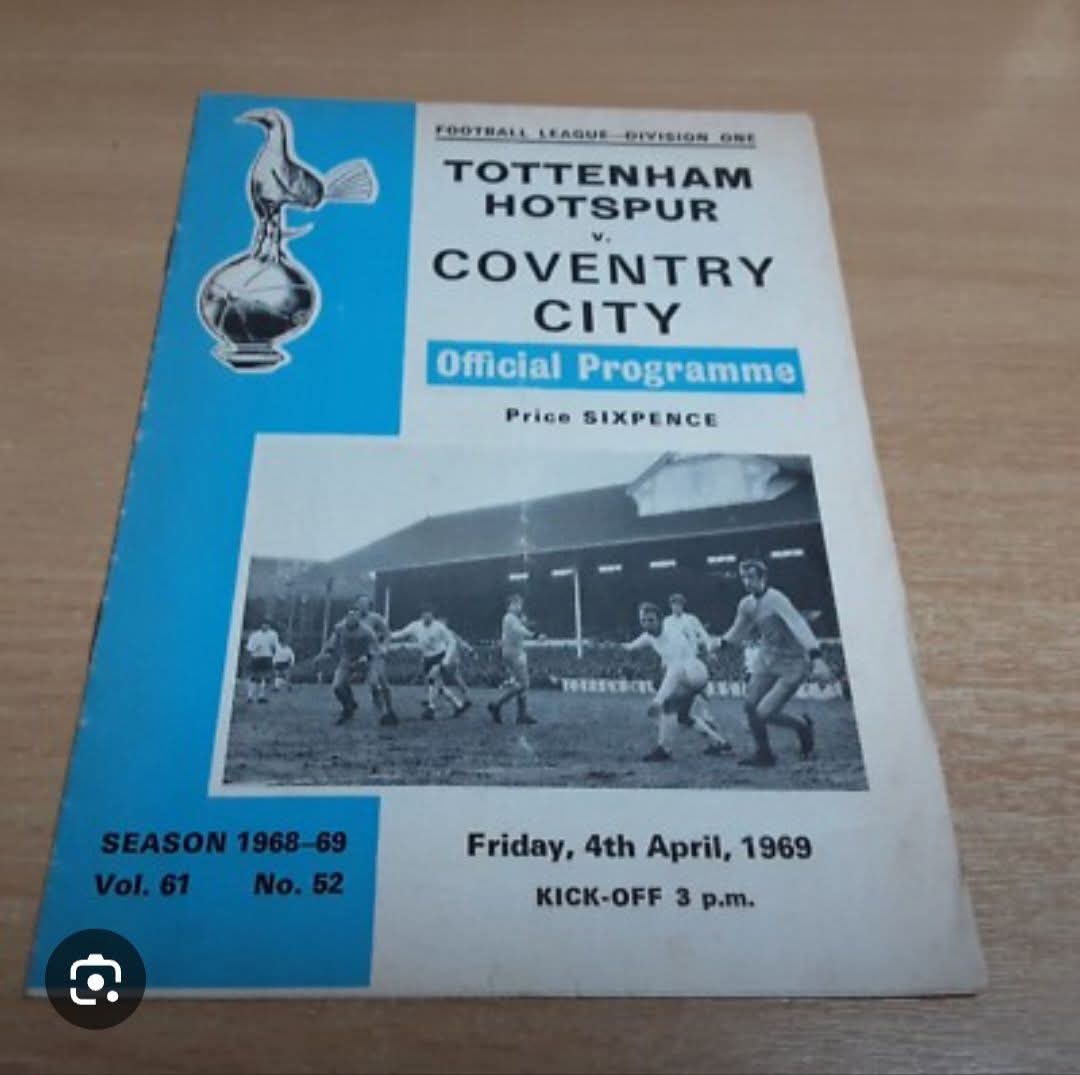 FOOTBALL LEAGUE—DIVISION ONE
TOTTENHAM
HOTSPUR
v.
COVENTRY
CITY
Official Programme
Price SIXPENCE
SEASON 1968–69
Vol. 61 No. 52
Friday, 4th April, 1969
KICK-OFF 3 p.m.